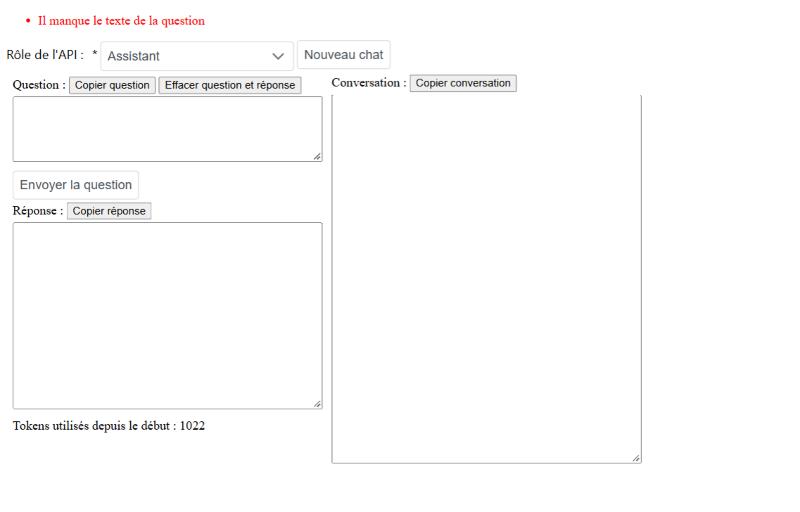 Il manque le texte de la question
Rôle de l'API : * Assistant Nouveau chat
Question : Copier question Effacer question et réponse
Conversation : Copier conversation
Envoyer la question
Réponse : Copier réponse
Tokens utilisés depuis le début : 1022